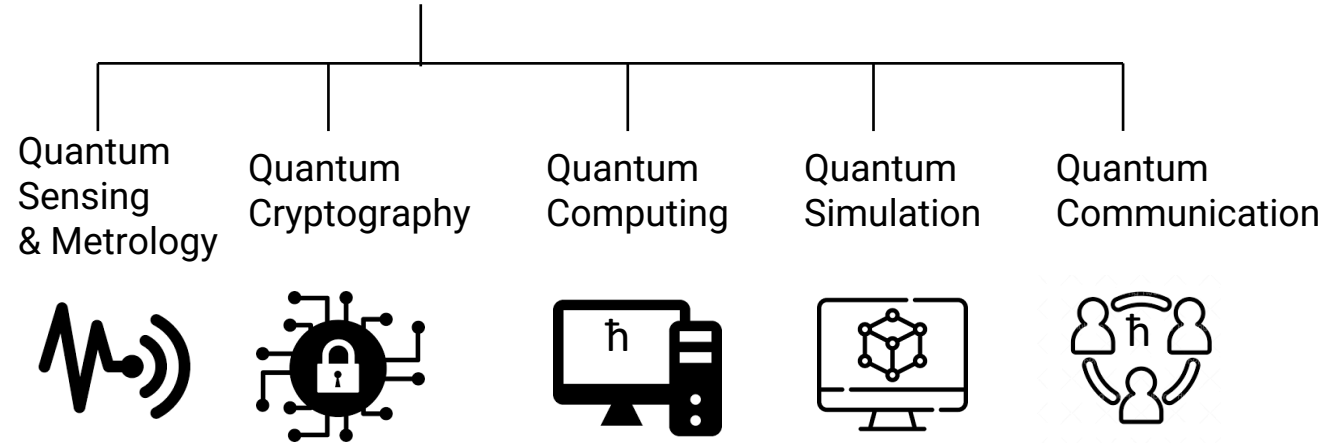 Quantum
Sensing
& Metrology
Quantum
Cryptography
Quantum
Computing
Quantum
Simulation
Quantum
Communication
ħ
ħ